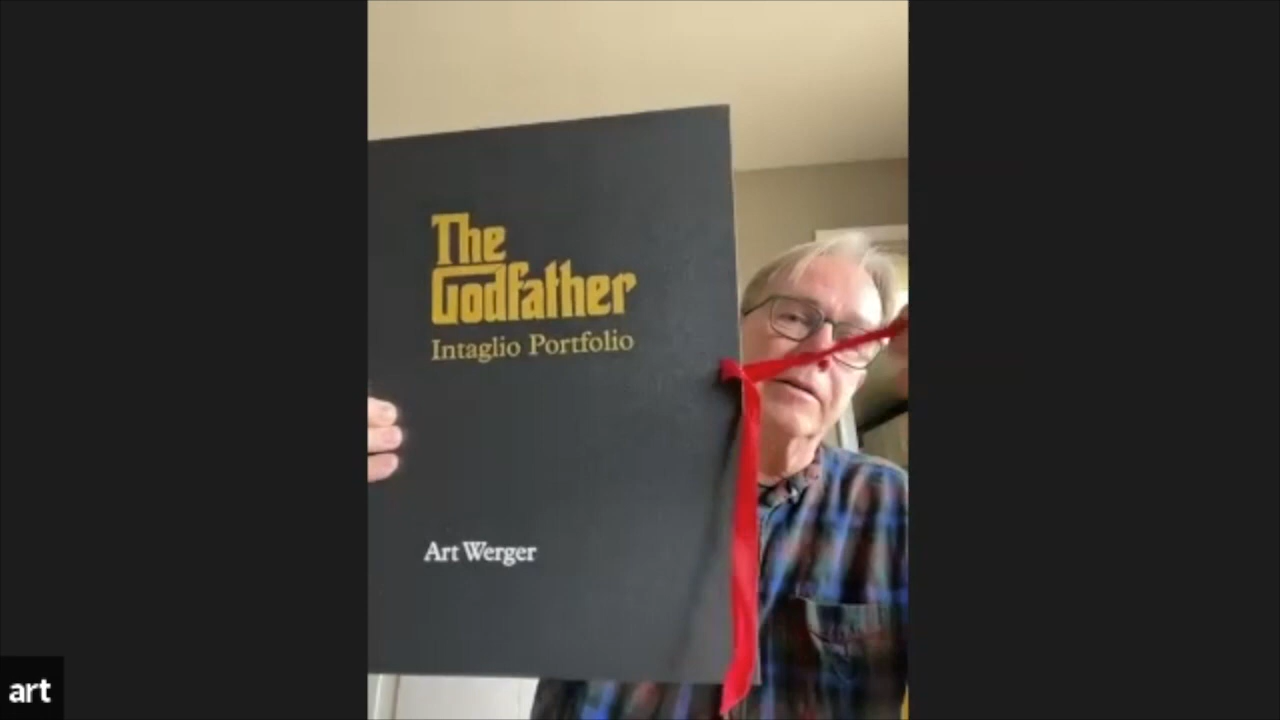 The
Godfather
Intaglio Portfolio
Art Werger
art